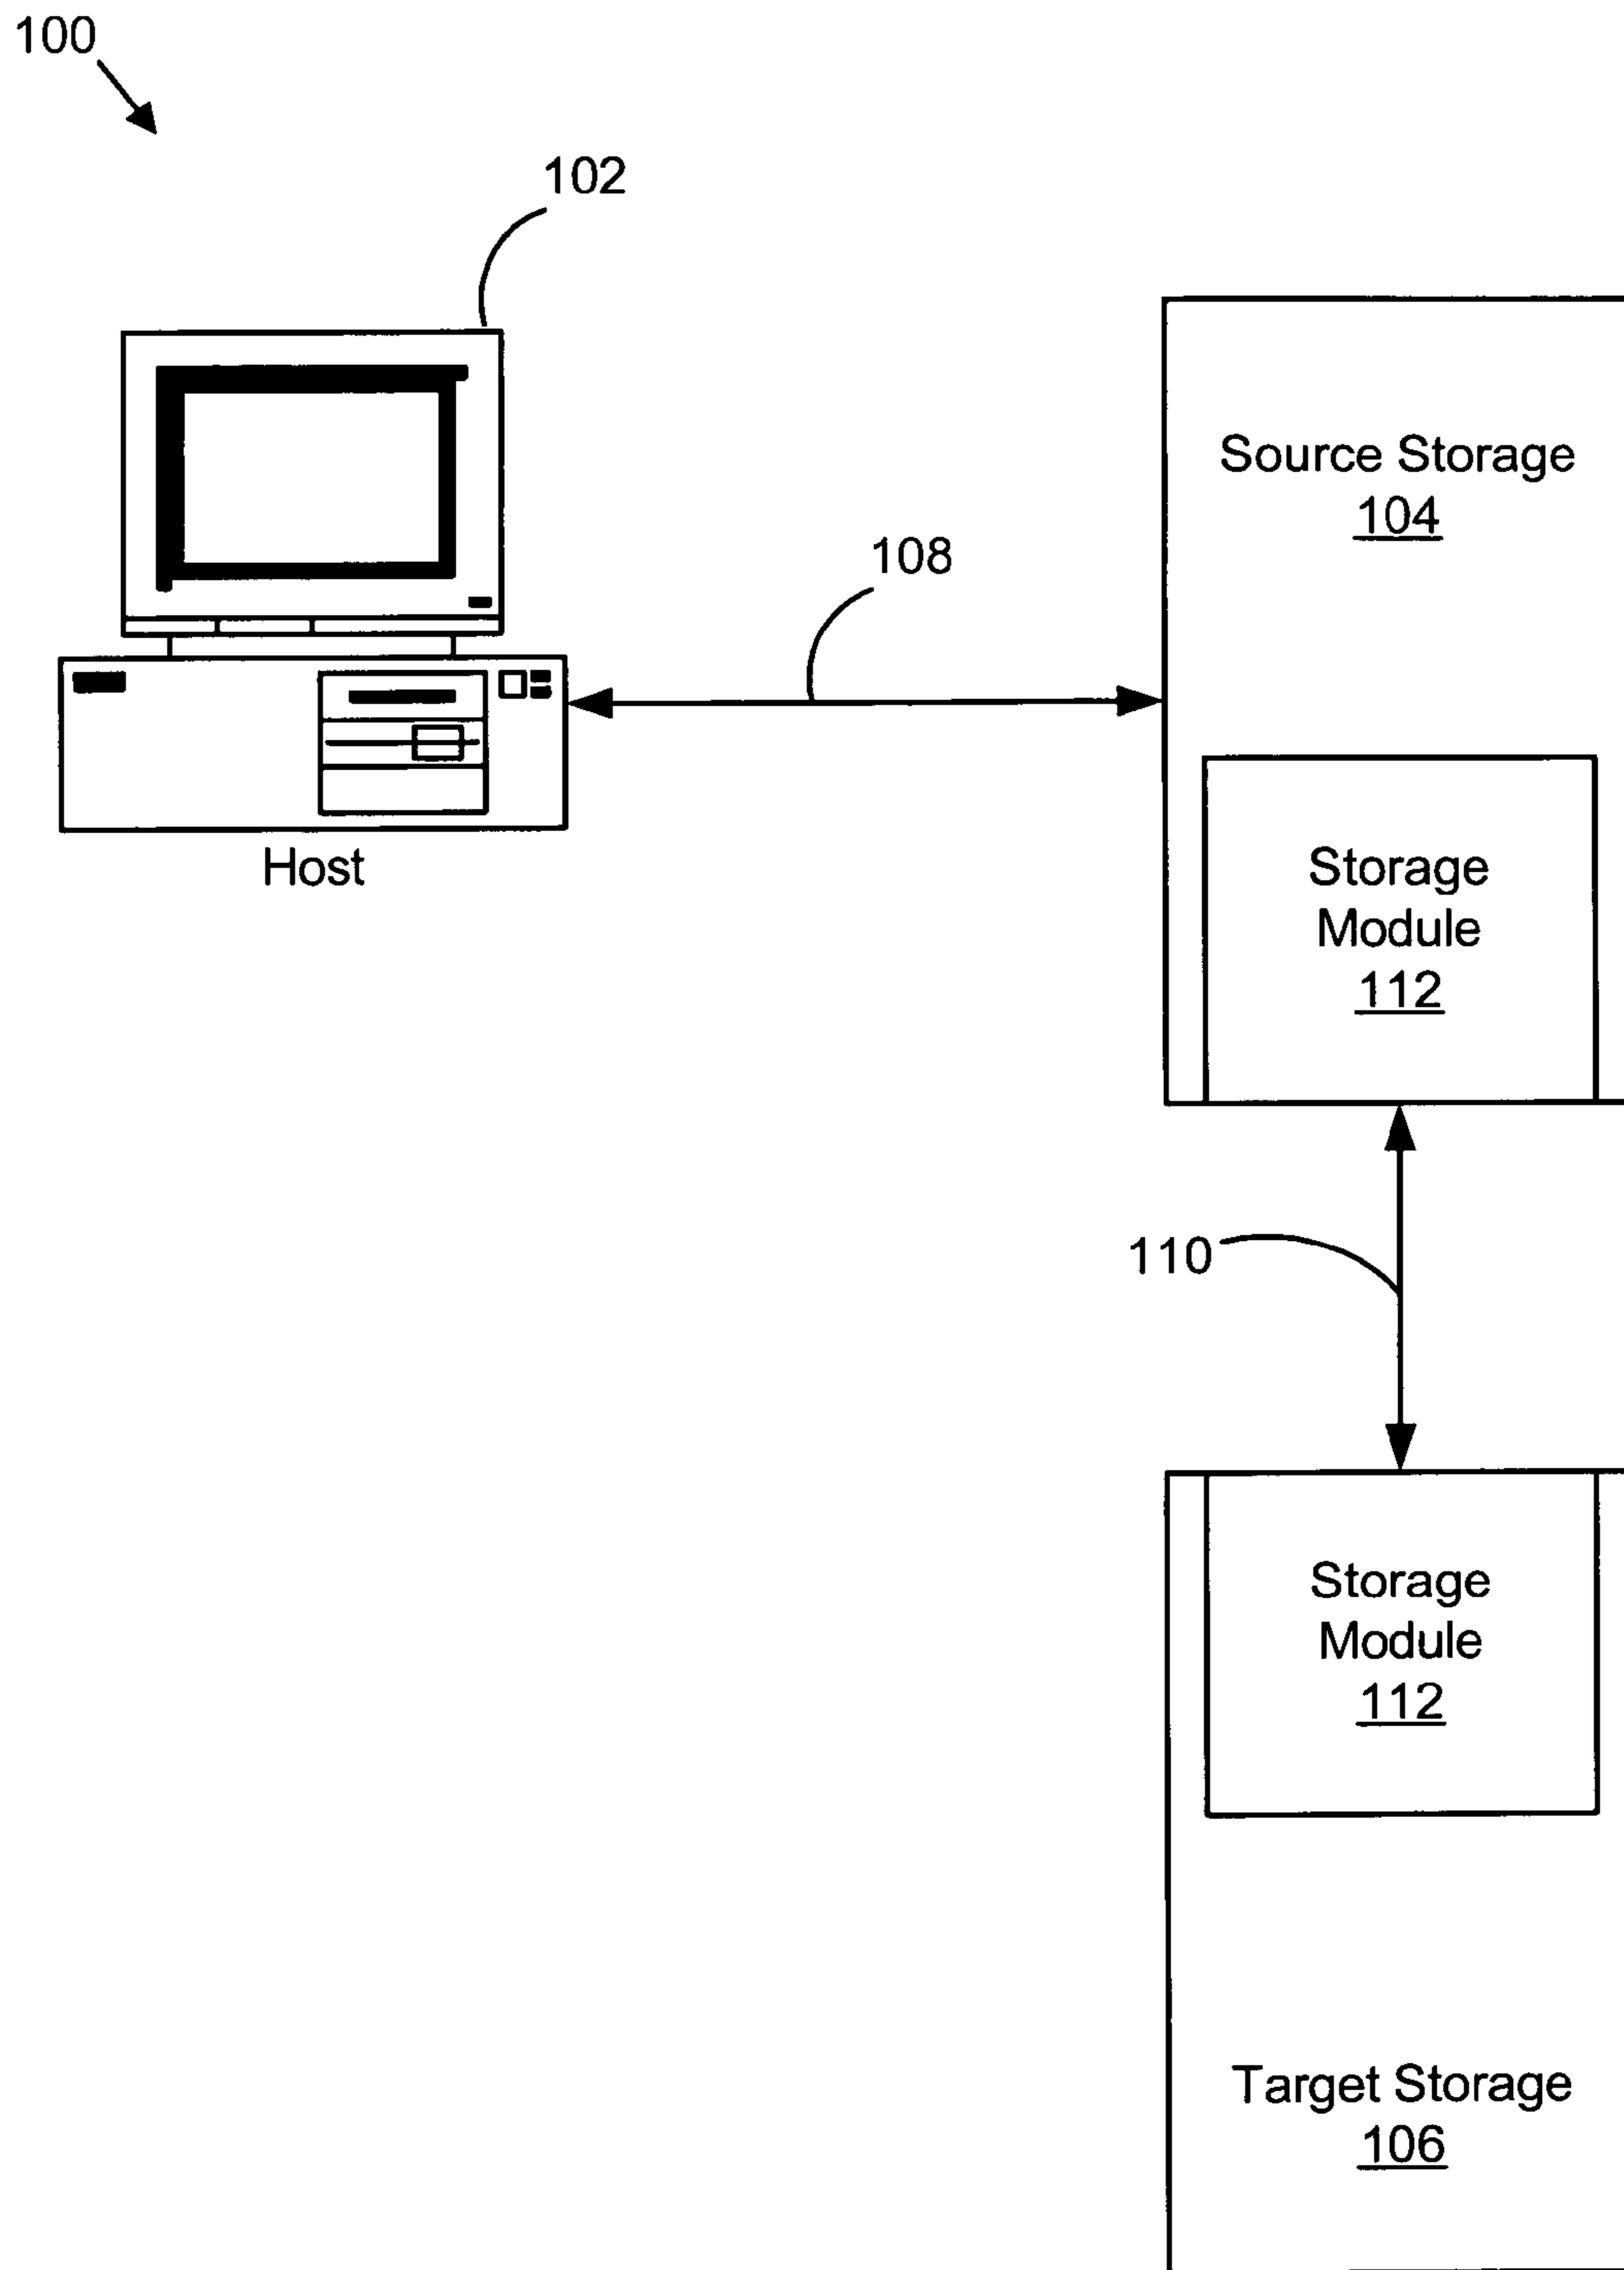 100
102
Source Storage
104
108
Host
Storage
Module
112
110
Storage
Module
112
Target Storage
106